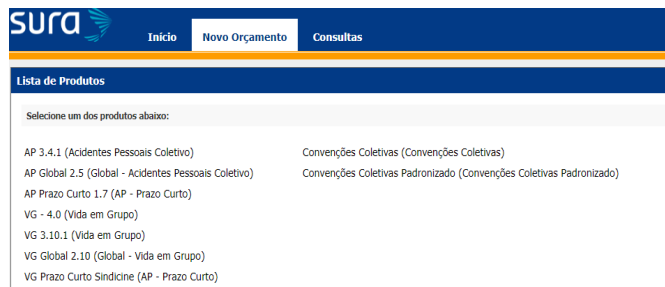 sura
Início Novo Orçamento Consultas
Lista de Produtos
Selecione um dos produtos abaixo:
AP 3.4.1 (Acidentes Pessoais Coletivo)
AP Global 2.5 (Global - Acidentes Pessoais Coletivo)
AP Prazo Curto 1.7 (AP - Prazo Curto)
VG - 4.0 (Vida em Grupo)
VG 3.10.1 (Vida em Grupo)
VG Global 2.10 (Global - Vida em Grupo)
VG Prazo Curto Sindicine (AP - Prazo Curto)
Convenções Coletivas (Convenções Coletivas)
Convenções Coletivas Padronizado (Convenções Coletivas Padronizado)